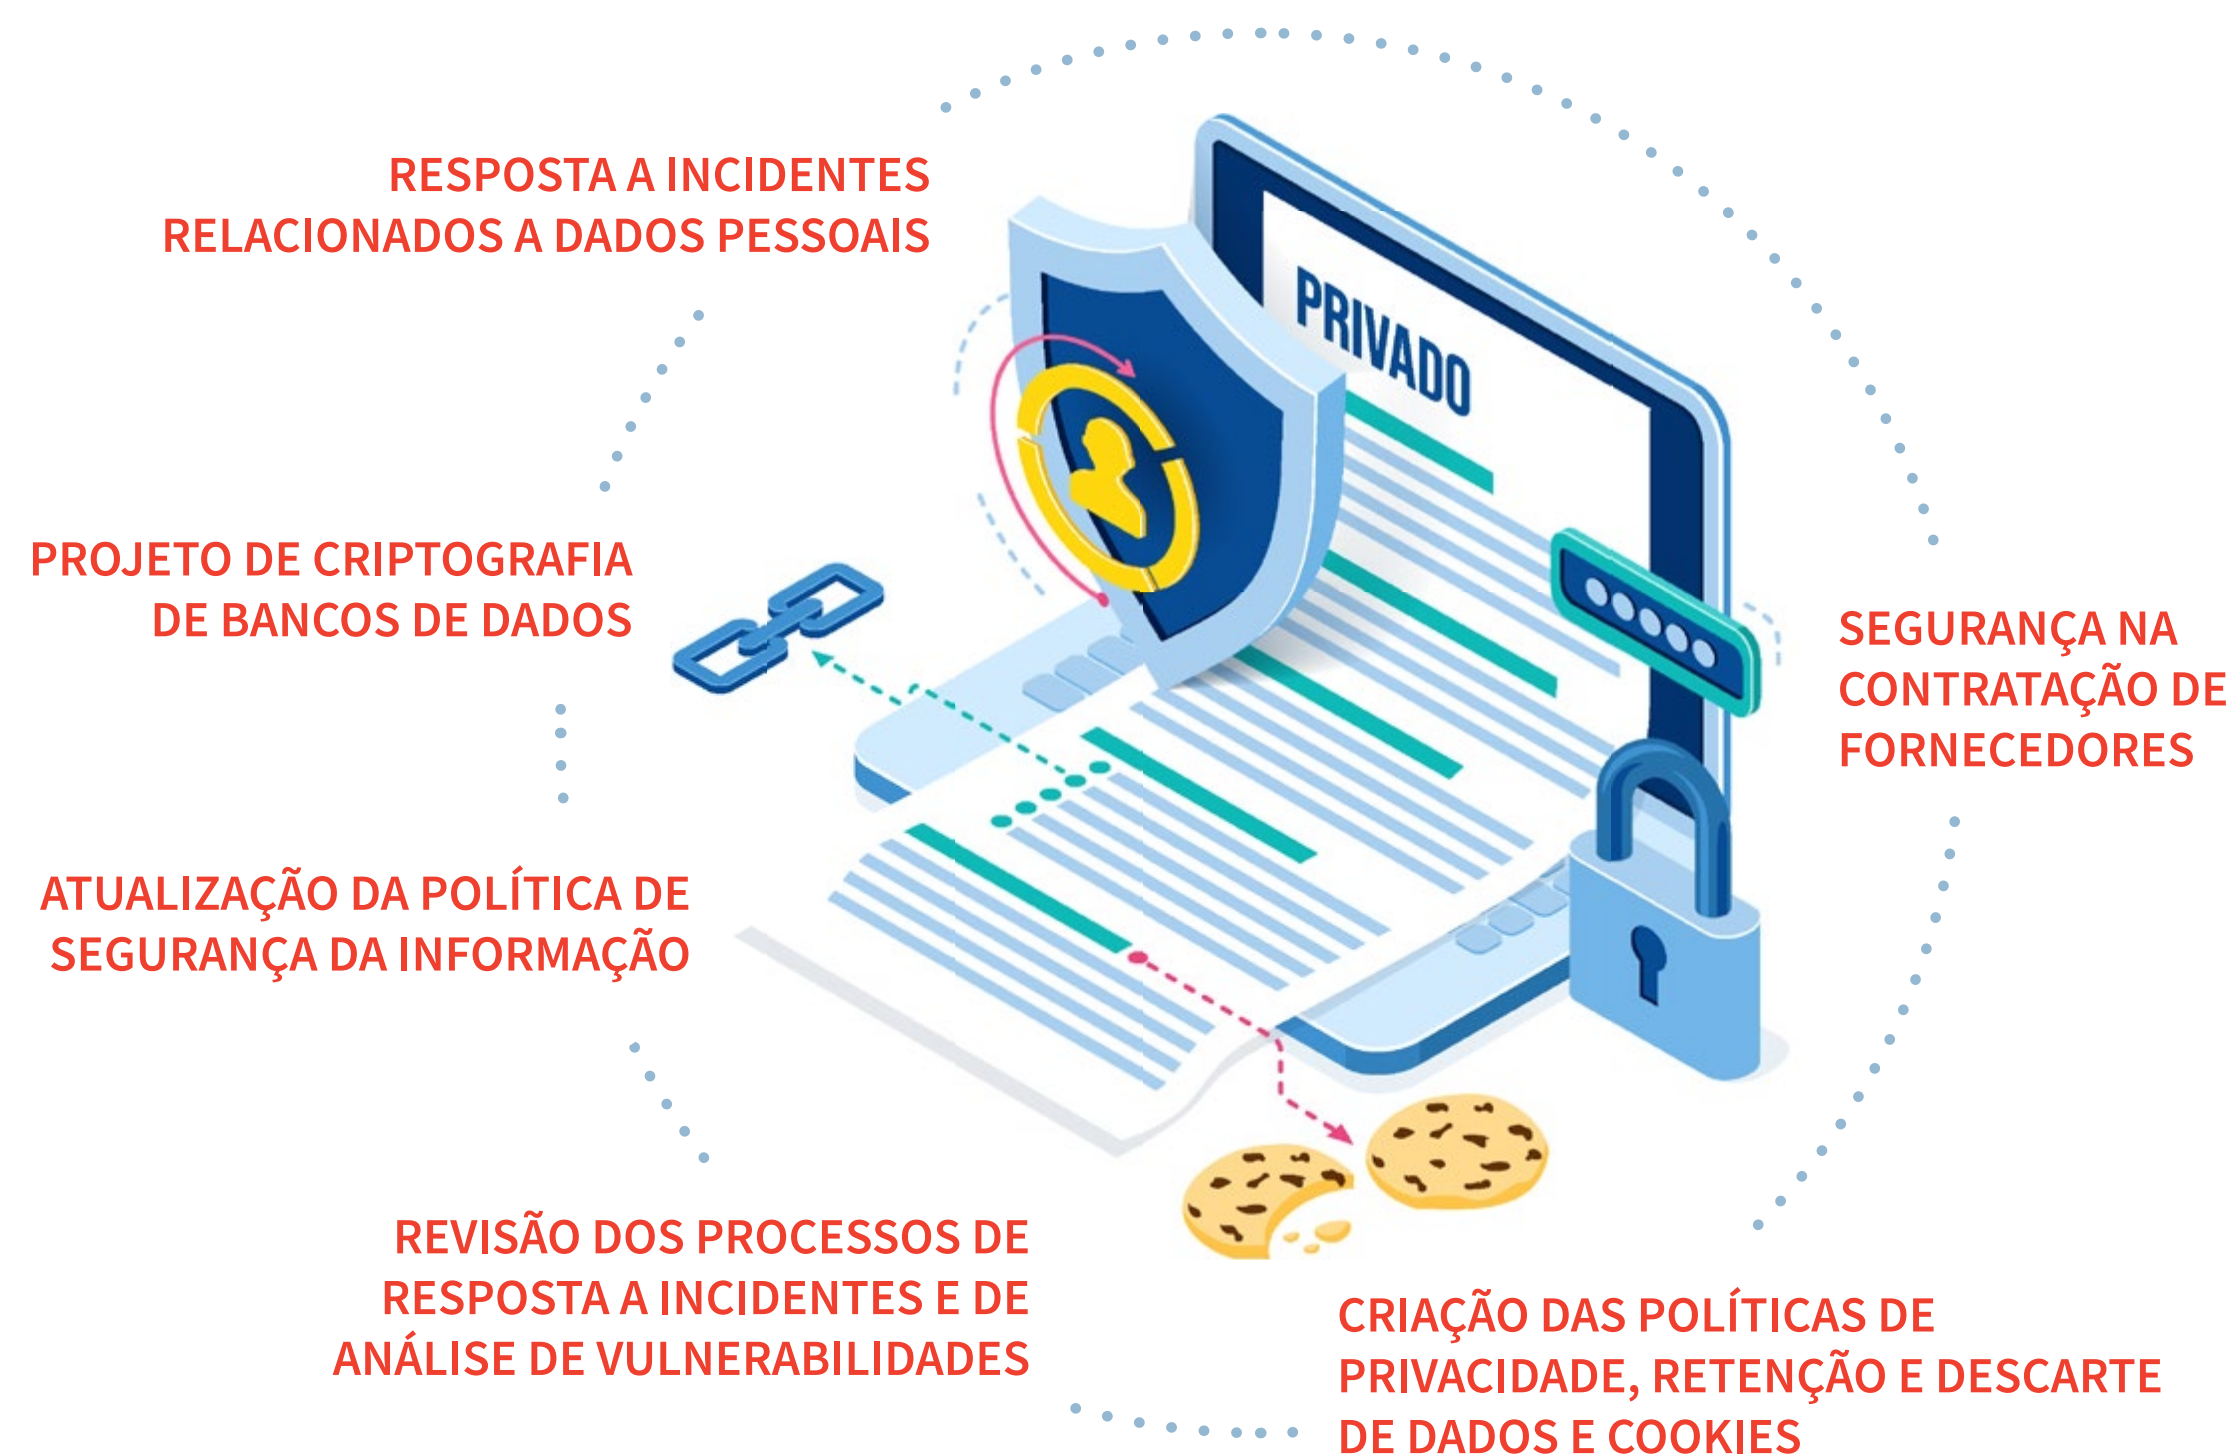 RESPOSTA A INCIDENTES
RELACIONADOS A DADOS PESSOAIS
PRIVADO
PROJETO DE CRIPTOGRAFIA
DE BANCOS DE DADOS
SEGURANÇA NA
CONTRATAÇÃO DE
FORNECEDORES
ATUALIZAÇÃO DA POLÍTICA DE
SEGURANÇA DA INFORMAÇÃO
REVISÃO DOS PROCESSOS DE
RESPOSTA A INCIDENTES E DE
ANÁLISE DE VULNERABILIDADES
CRIAÇÃO DAS POLÍTICAS DE
PRIVACIDADE, RETENÇÃO E DESCARTE
DE DADOS E COOKIES